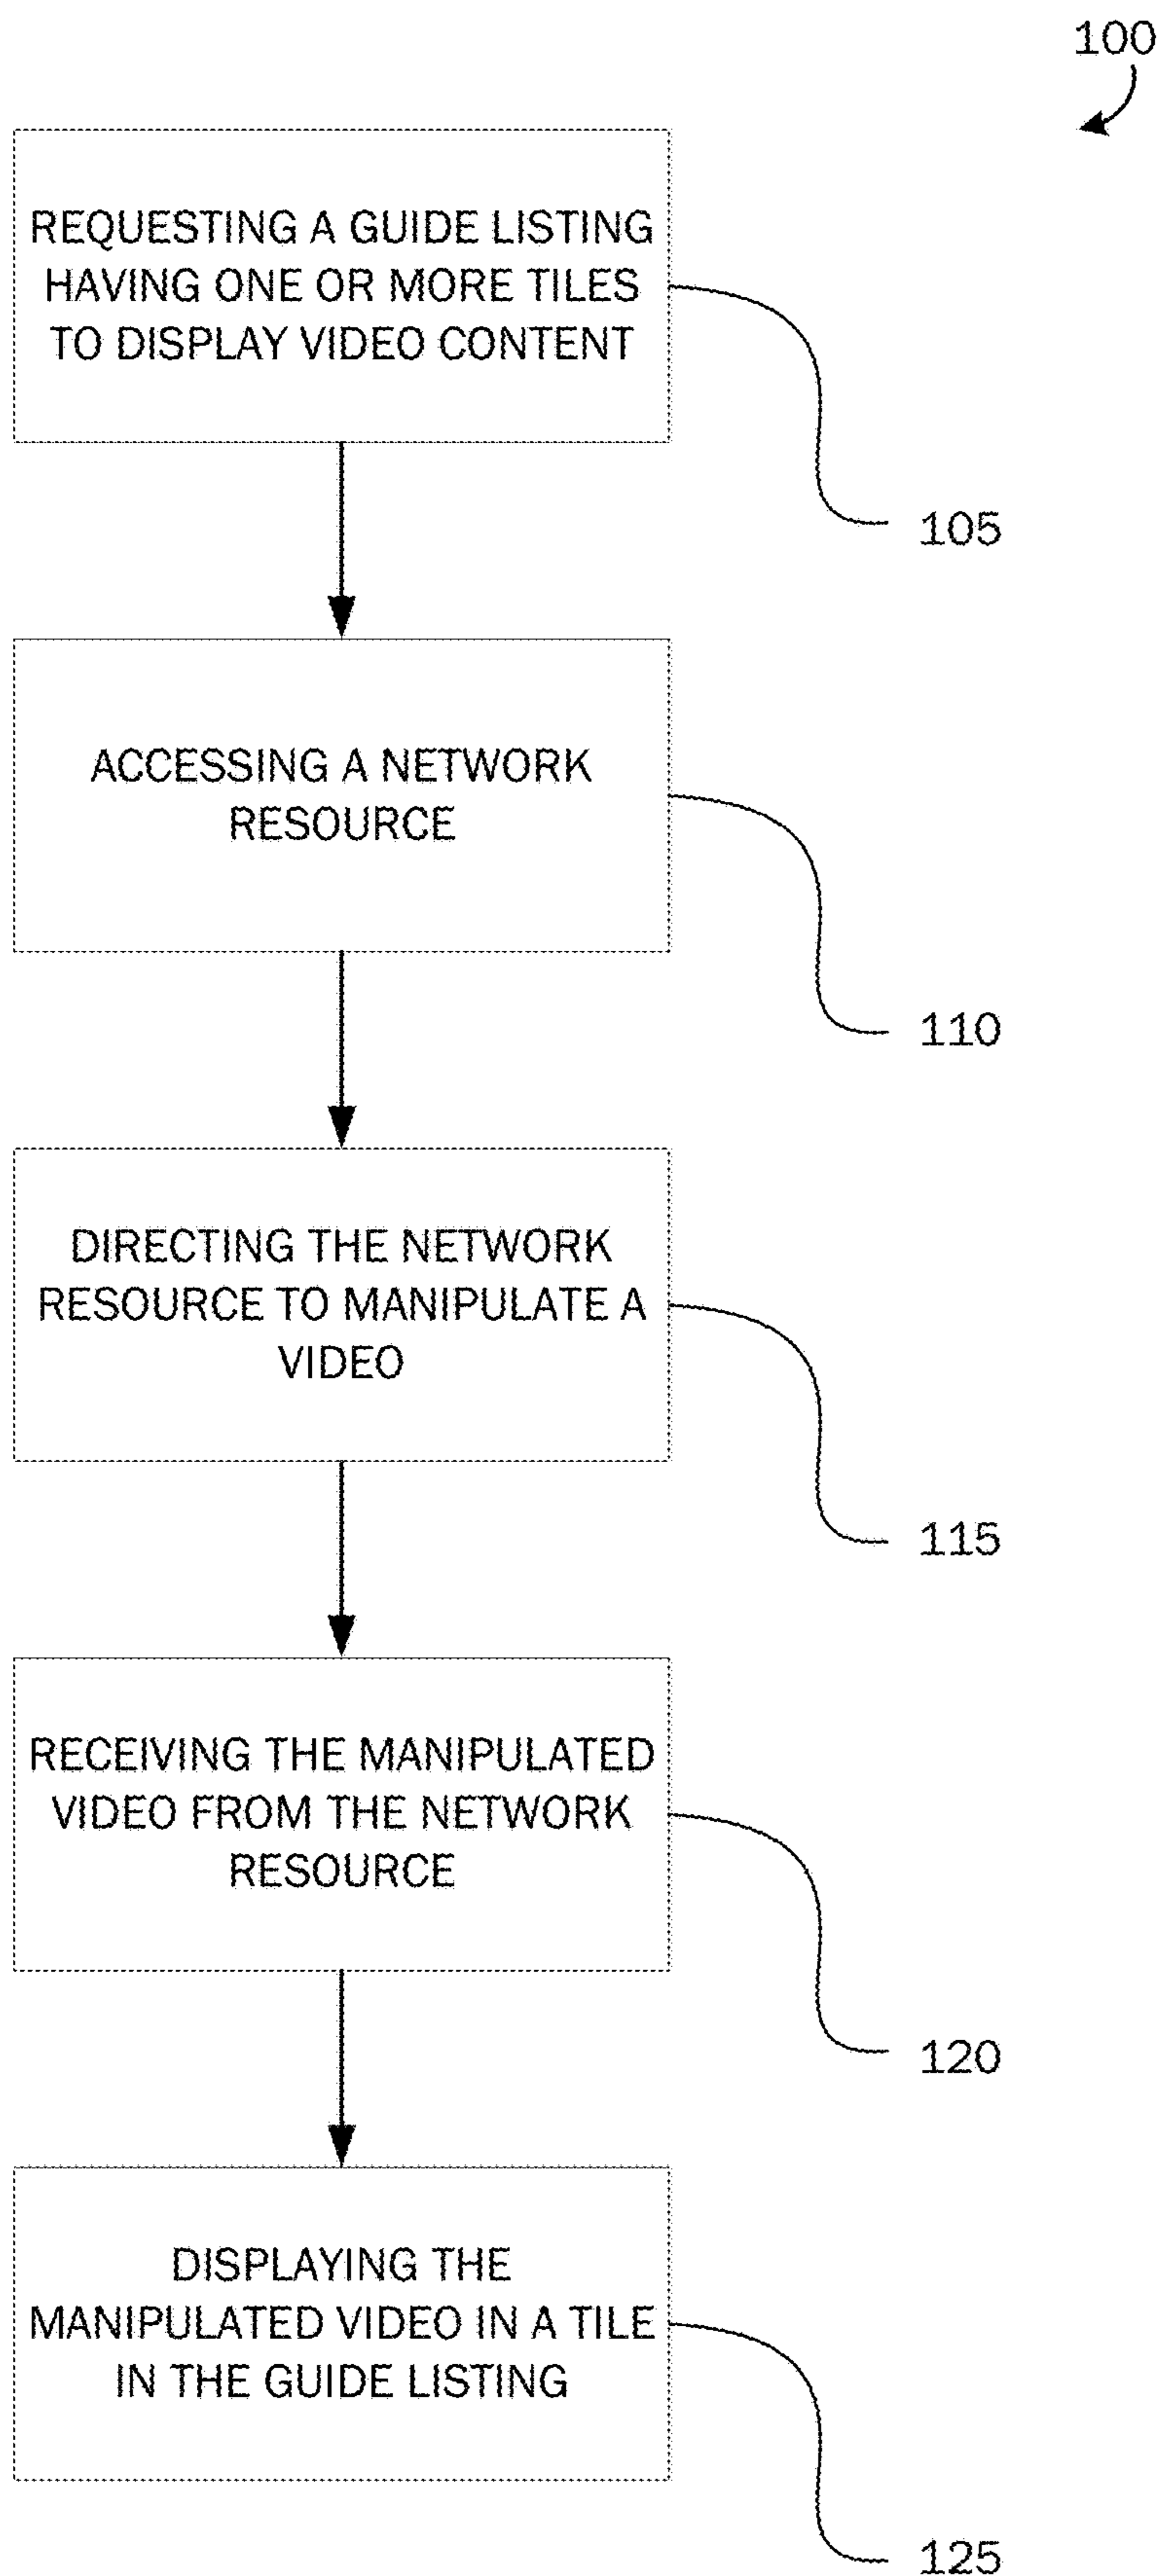 100
REQUESTING A GUIDE LISTING
HAVING ONE OR MORE TILES
TO DISPLAY VIDEO CONTENT
105
ACCESSING A NETWORK
RESOURCE
110
DIRECTING THE NETWORK
RESOURCE TO MANIPULATE A
VIDEO
115
RECEIVING THE MANIPULATED
VIDEO FROM THE NETWORK
RESOURCE
120
DISPLAYING THE
MANIPULATED VIDEO IN A TILE
IN THE GUIDE LISTING
125